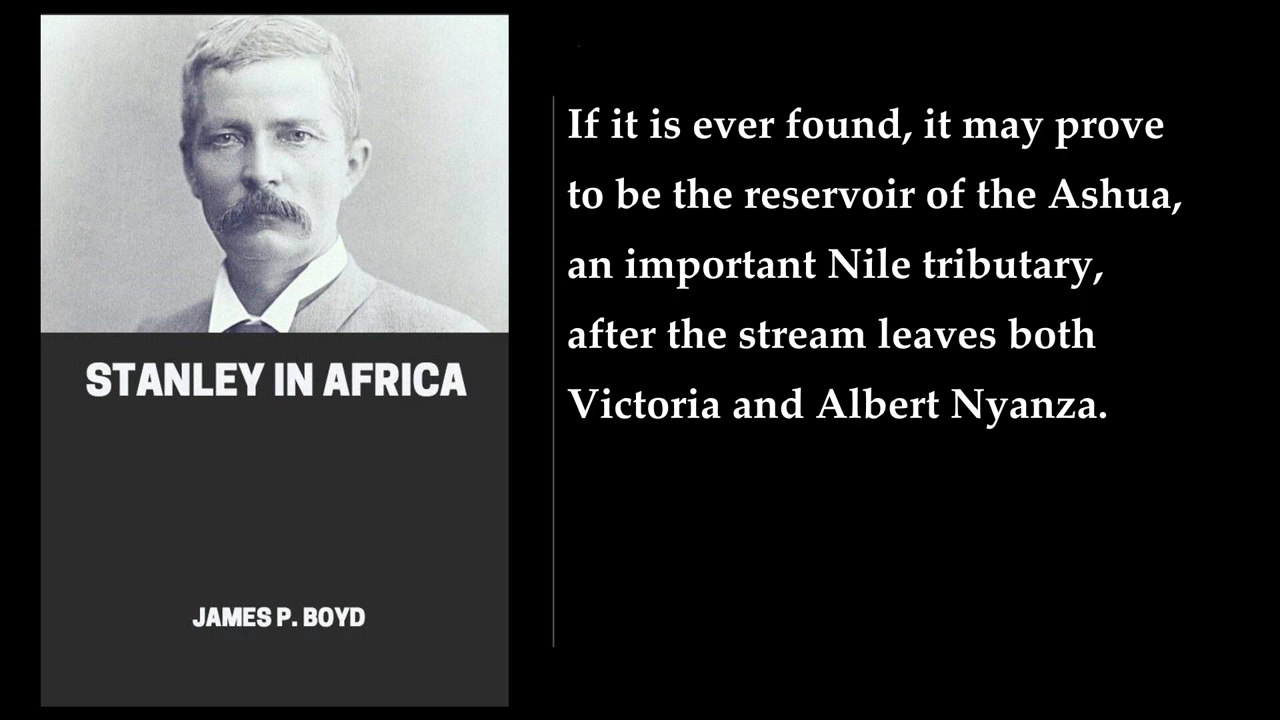 STANLEY IN AFRICA
JAMES P. BOYD
If it is ever found, it may prove
to be the reservoir of the Ashua,
an important Nile tributary,
after the stream leaves both
Victoria and Albert Nyanza.